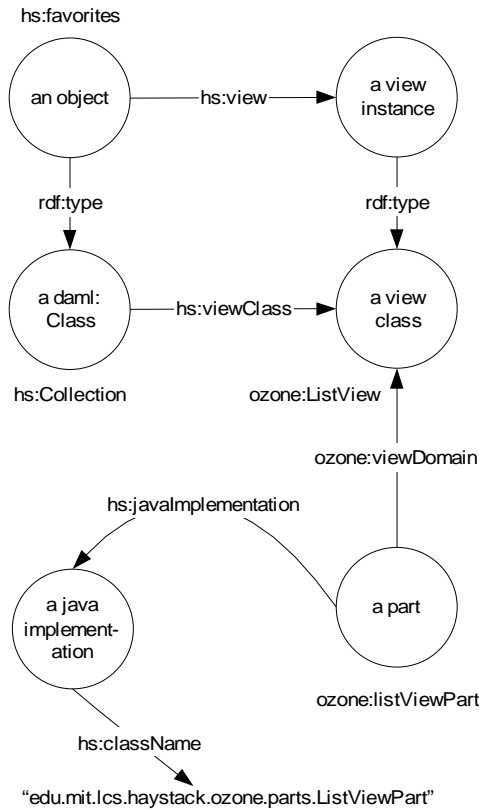 hs:favorites
an object
hs:view
a view
instance
rdf:type
rdf:type
a daml:
Class
hs:viewClass
a view
class
hs:Collection
ozone:ListView
ozone:viewDomain
hs:javaImplementation
a java
implement-
ation
a part
ozone:listViewPart
hs:className
“edu.mit.lcs.haystack.ozone.parts.ListViewPart”